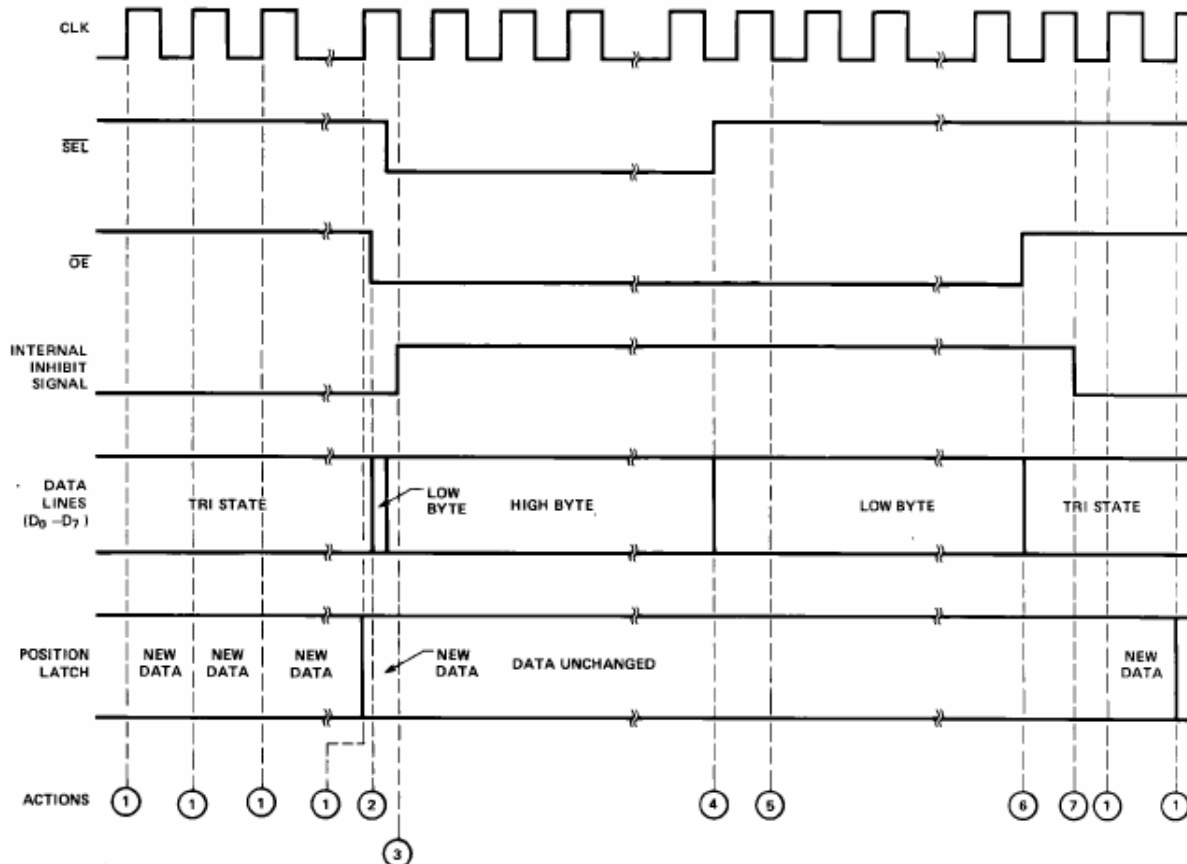 CLK
SEL
OE
INTERNAL
INHIBIT
SIGNAL
DATA
LINES
(D0 –D7 )
TRI STATE
LOW
BYTE
HIGH BYTE
LOW BYTE
TRI STATE
POSITION
LATCH
NEW
DATA
NEW
DATA
NEW
DATA
NEW
DATA
DATA UNCHANGED
NEW
DATA
ACTIONS
1 1 1 1 2 4 5 6 7 1 1
3